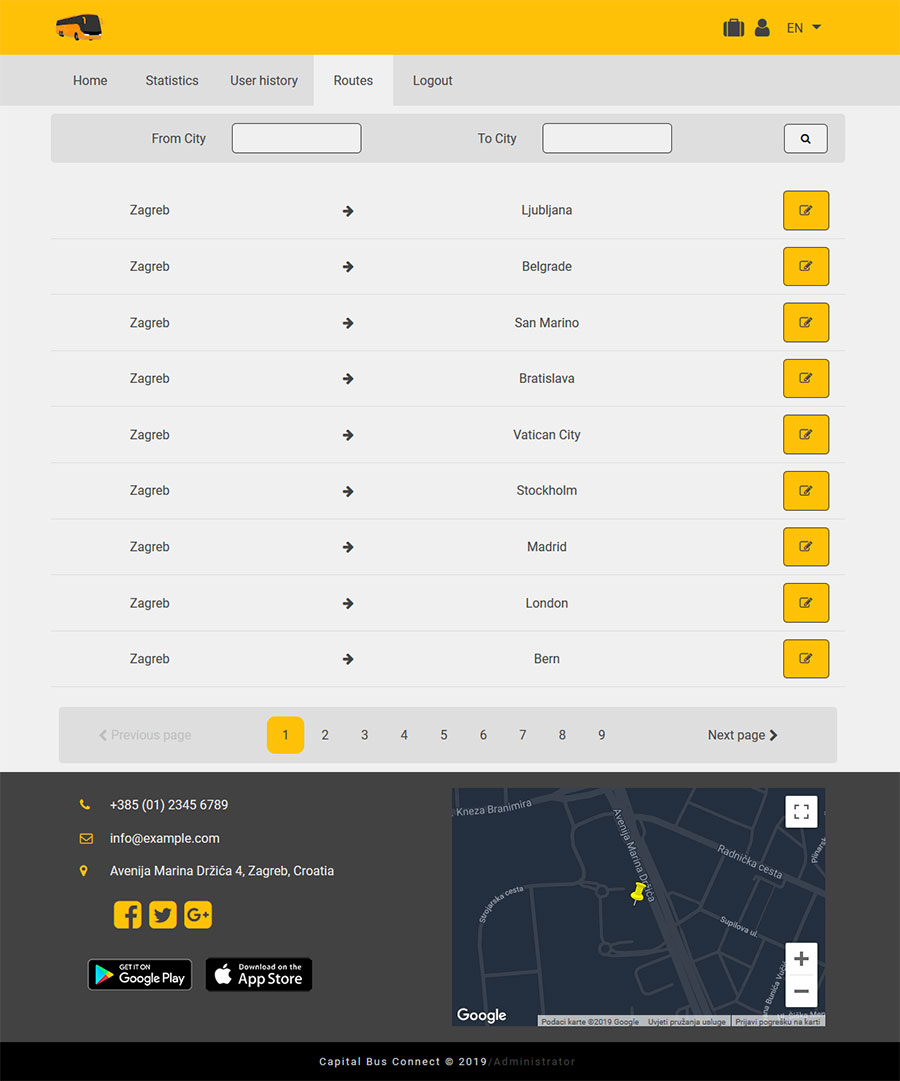 EN
Home Statistics User history Routes Logout
From City To City
Zagreb Ljubljana
Zagreb Belgrade
Zagreb San Marino
Zagreb Bratislava
Zagreb Vatican City
Zagreb Stockholm
Zagreb Madrid
Zagreb London
Zagreb Bern
Previous page 1 2 3 4 5 6 7 8 9 Next page
+385 (01) 2345 6789
info@example.com
Avenija Marina Držića 4, Zagreb, Croatia
GET IT ON
Google Play
Download on the
App Store
Kneza Branimira
Avenija Marina Držića
Radnička cesta
Strojarska cesta
Supilova ul.
Google
Podaci karte ©2019 Google Uvjeti pružanja usluge Prijavi pogrešku na karti
Capital Bus Connect © 2019/Administrator